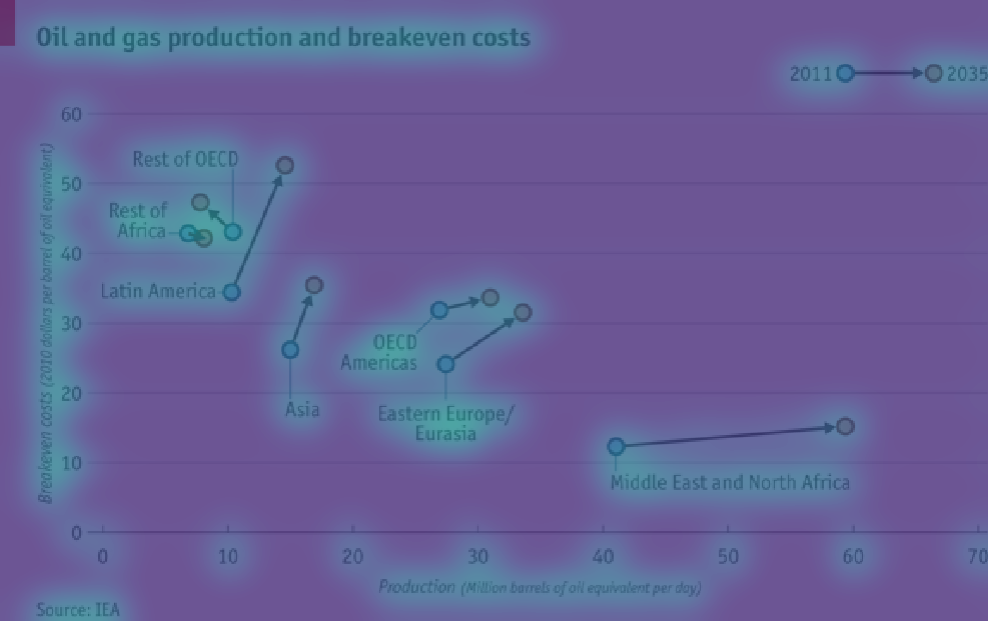 Oil and gas production and breakeven costs
2011
2035
60
50
40
30
20
10
0
Breakeven costs (2010 dollars per barrel of oil equivalent)
Rest of OECD
Rest of
Africa
Latin America
Asia
OECD
Americas
Eastern Europe/
Eurasia
Middle East and North Africa
0
10
20
30
40
50
60
70
Production (Million barrels of oil equivalent per day)
Source: IEA